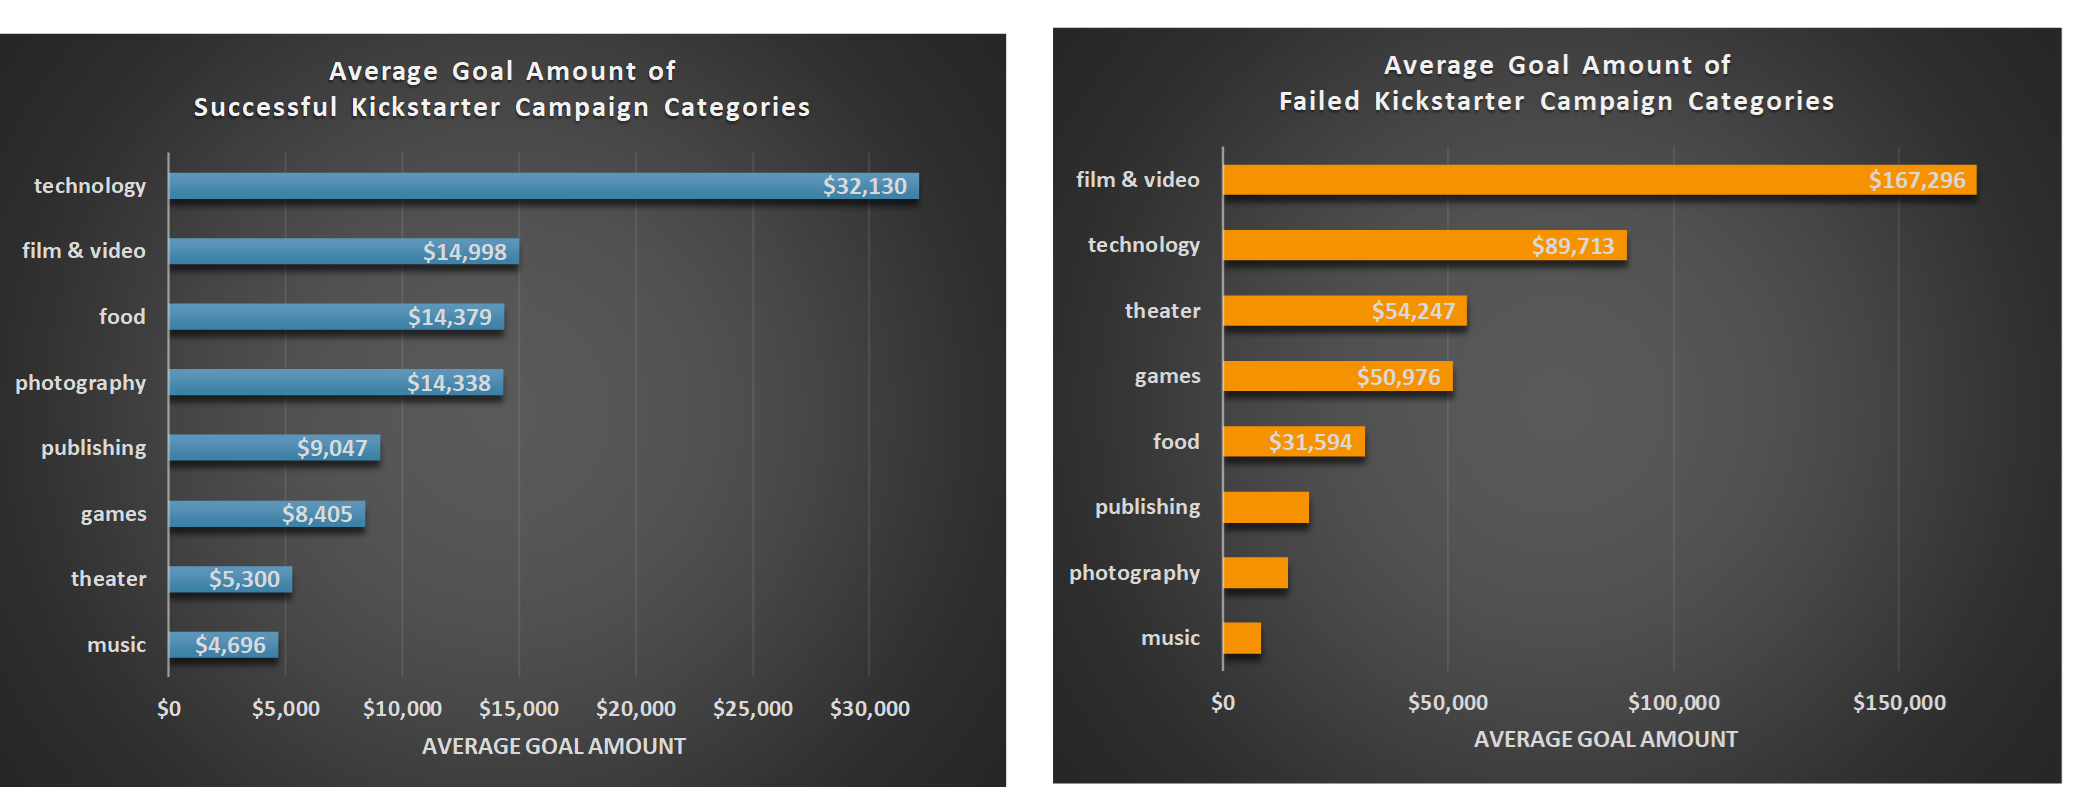 Average Goal Amount of
Successful Kickstarter Campaign Categories
technology $32,130
film & video $14,998
food $14,379
photography $14,338
publishing $9,047
games $8,405
theater $5,300
music $4,696
$0 $5,000 $10,000 $15,000 $20,000 $25,000 $30,000
AVERAGE GOAL AMOUNT
Average Goal Amount of
Failed Kickstarter Campaign Categories
film & video $167,296
technology $89,713
theater $54,247
games $50,976
food $31,594
publishing
photography
music
$0 $50,000 $100,000 $150,000
AVERAGE GOAL AMOUNT